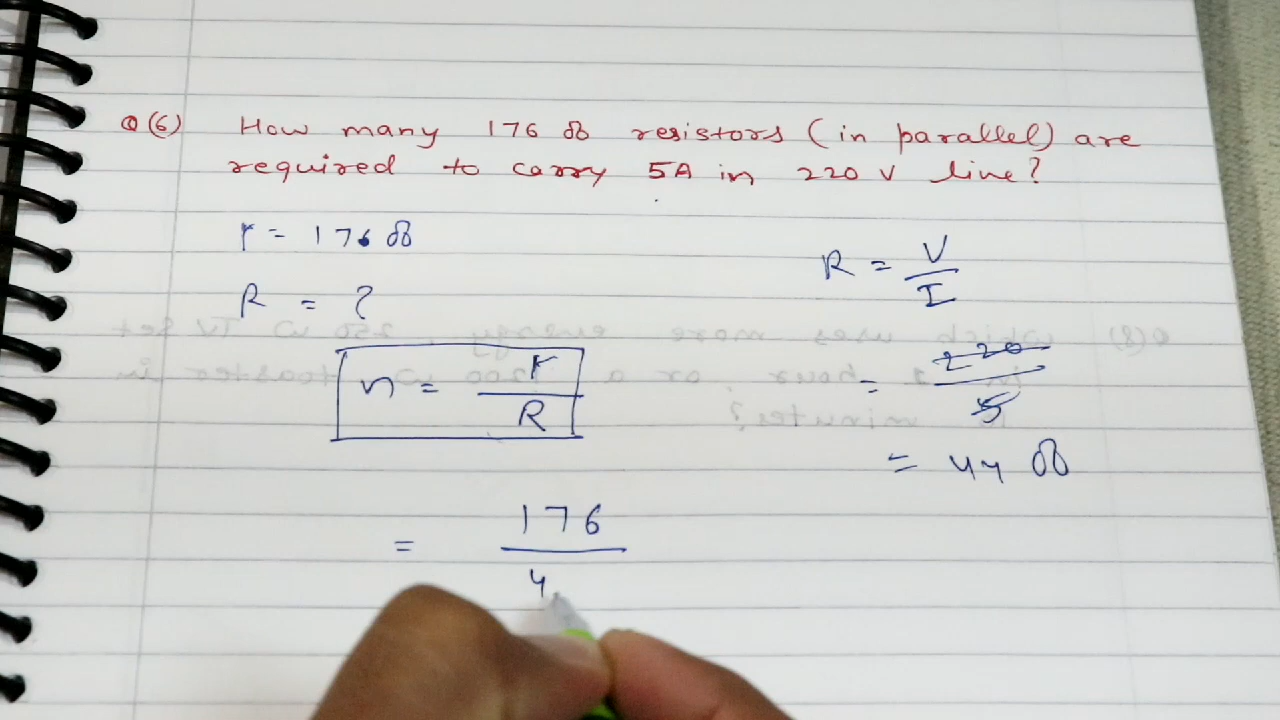 Q(6) How many 176 Ω resistors (in parallel) are
required to carry 5A in 220 V line?
r = 176 Ω
R = ?
n = r / R
= 176 / 4
R = V / I
= 220 / 5
= 44 Ω